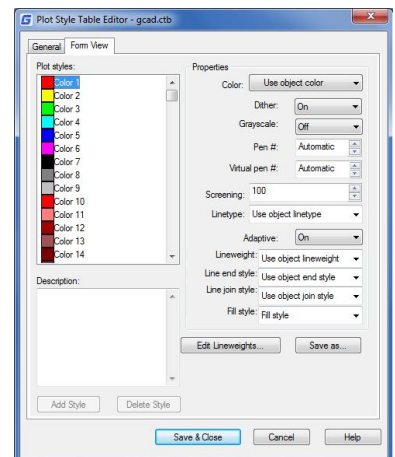 Plot Style Table Editor - gcad.ctb
General Form View
Plot styles:
Color 1
Color 2
Color 3
Color 4
Color 5
Color 6
Color 7
Color 8
Color 9
Color 10
Color 11
Color 12
Color 13
Color 14
Description:
Add Style Delete Style
Properties
Color: Use object color
Dither: On
Grayscale: Off
Pen #: Automatic
Virtual pen #: Automatic
Screening: 100
Linetype: Use object linetype
Adaptive: On
Lineweight: Use object lineweight
Line end style: Use object end style
Line join style: Use object join style
Fill style: Fill style
Edit Lineweights... Save as...
Save & Close Cancel Help